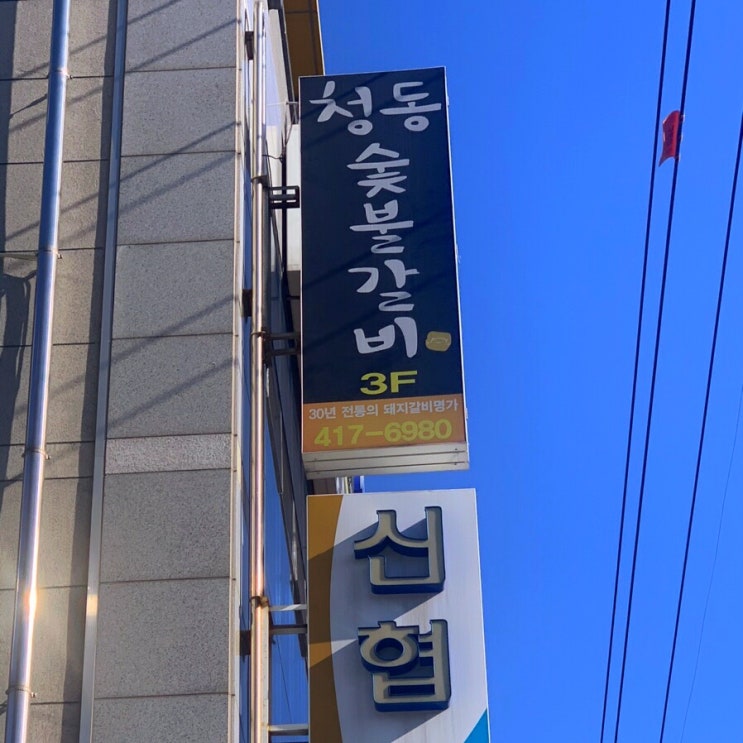 청동
숯불갈비
3F
30년 전통의 돼지갈비명가
417-6980
신협